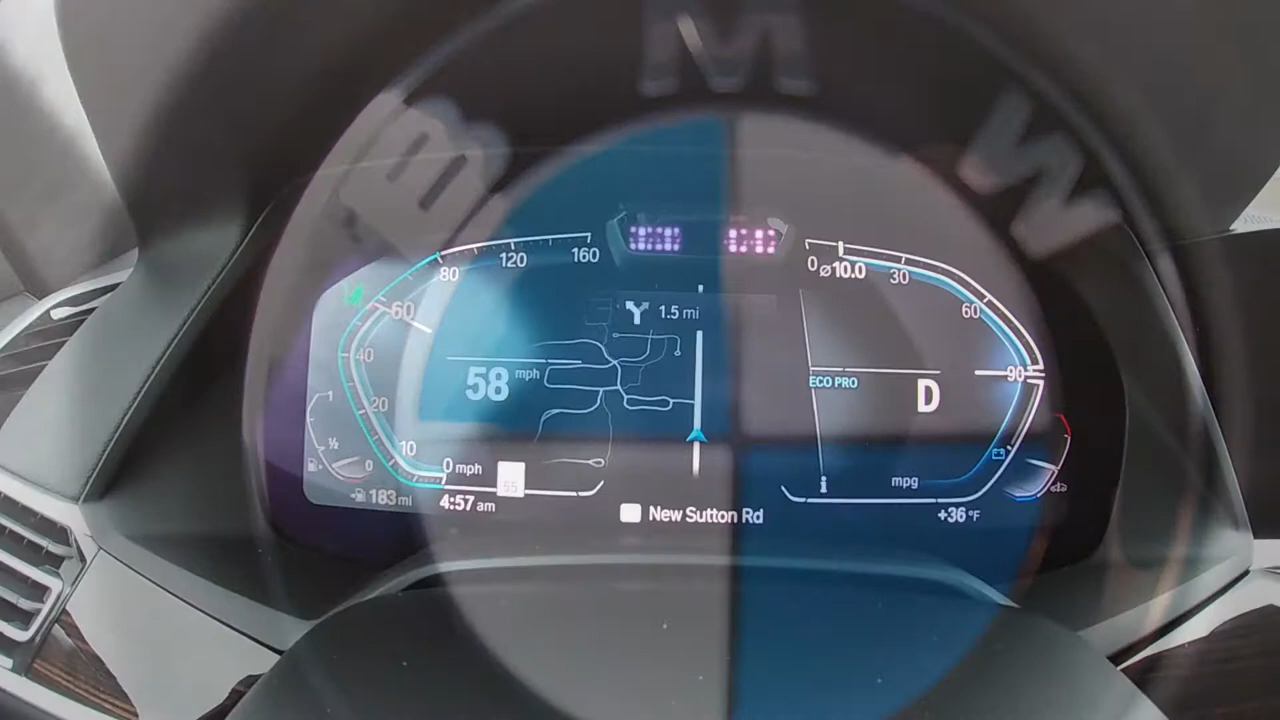 B M W
80 120 160
60
40
20
10
0 mph
58 mph
1
½
0
183 mi
4:57 am
55
1.5 mi
New Sutton Rd
0 ⌀10.0 30
60
90
ECO PRO
D
mpg
+36 °F